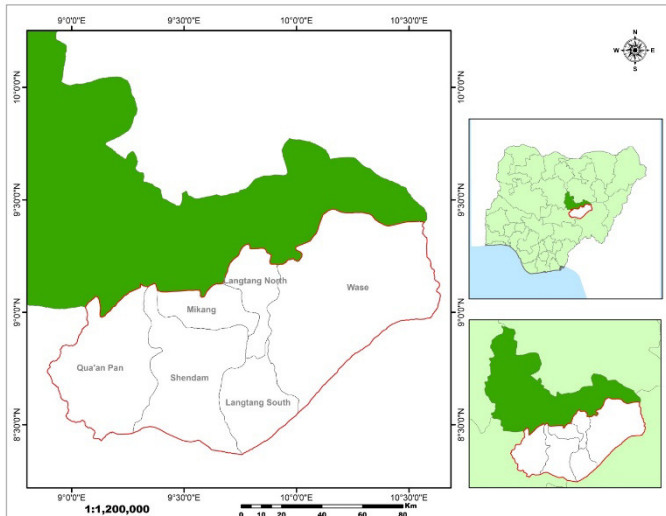 9°0'0"E 9°30'0"E 10°0'0"E 10°30'0"E
N
W E
S
10°0'0"N
10°0'0"N
9°30'0"N
9°30'0"N
Langtang North
Wase
Mikang
9°0'0"N
9°0'0"N
Qua'an Pan
Shendam
Langtang South
8°30'0"N
8°30'0"N
9°0'0"E 9°30'0"E 10°0'0"E 10°30'0"E
1:1,200,000
Km
0 10 20 40 60 80